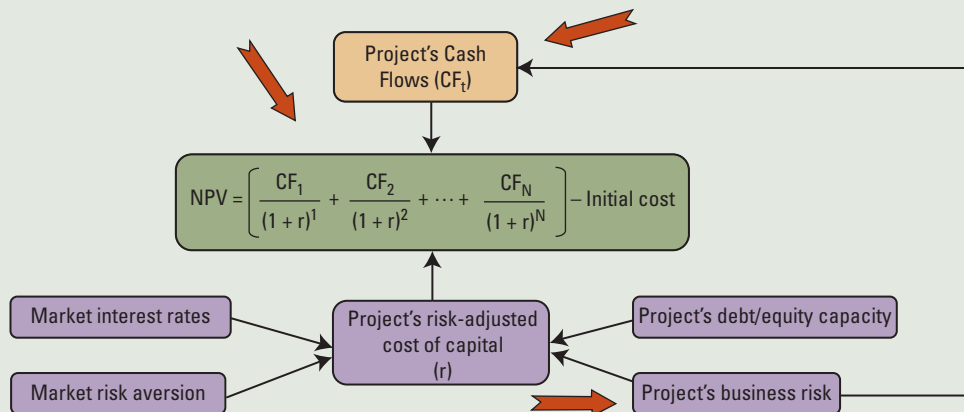 Project's Cash
Flows (CFₜ)
NPV = [ CF₁/(1 + r)¹ + CF₂/(1 + r)² + ⋯ + CF_N/(1 + r)ᴺ ] – Initial cost
Market interest rates
Project's risk-adjusted
cost of capital
(r)
Project's debt/equity capacity
Market risk aversion
Project's business risk